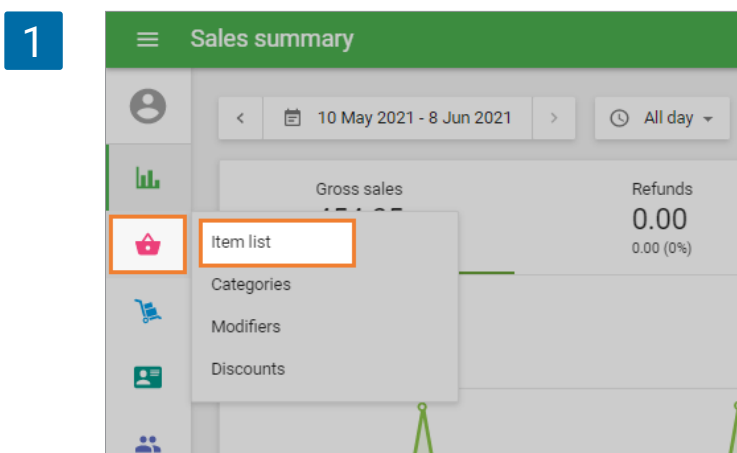 1
Sales summary
10 May 2021 - 8 Jun 2021
All day
Gross sales
Refunds
0.00
0.00 (0%)
Item list
Categories
Modifiers
Discounts